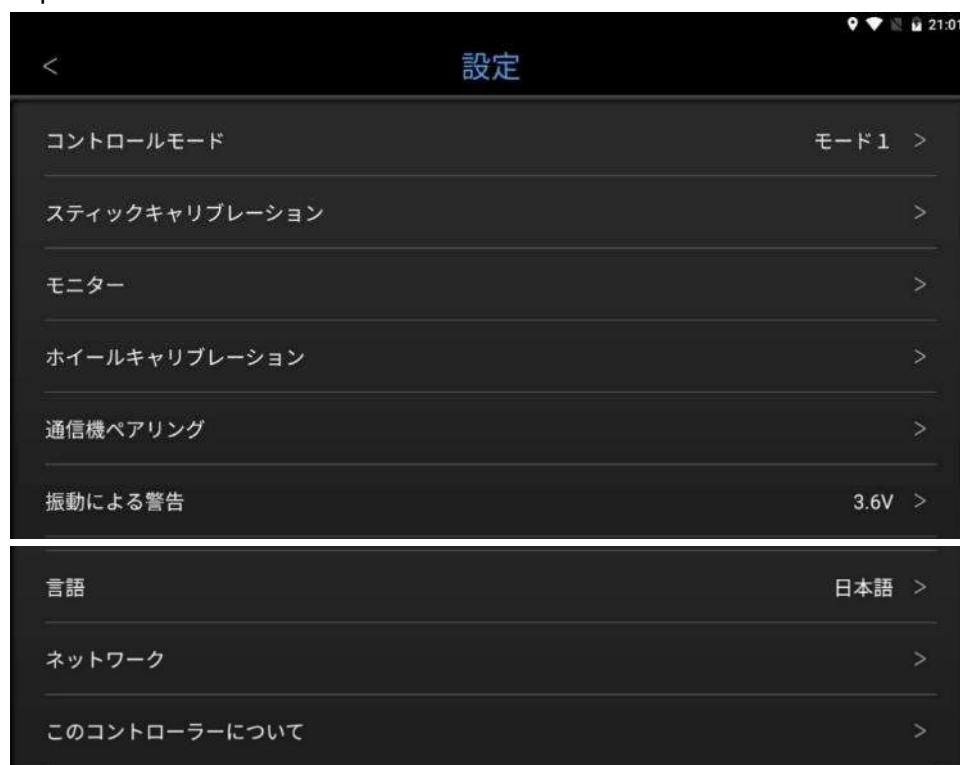 21:01
<
設定
コントロールモード モード1 >
スティックキャリブレーション >
モニター >
ホイールキャリブレーション >
通信機ペアリング >
振動による警告 3.6V >
言語 日本語 >
ネットワーク >
このコントローラーについて >